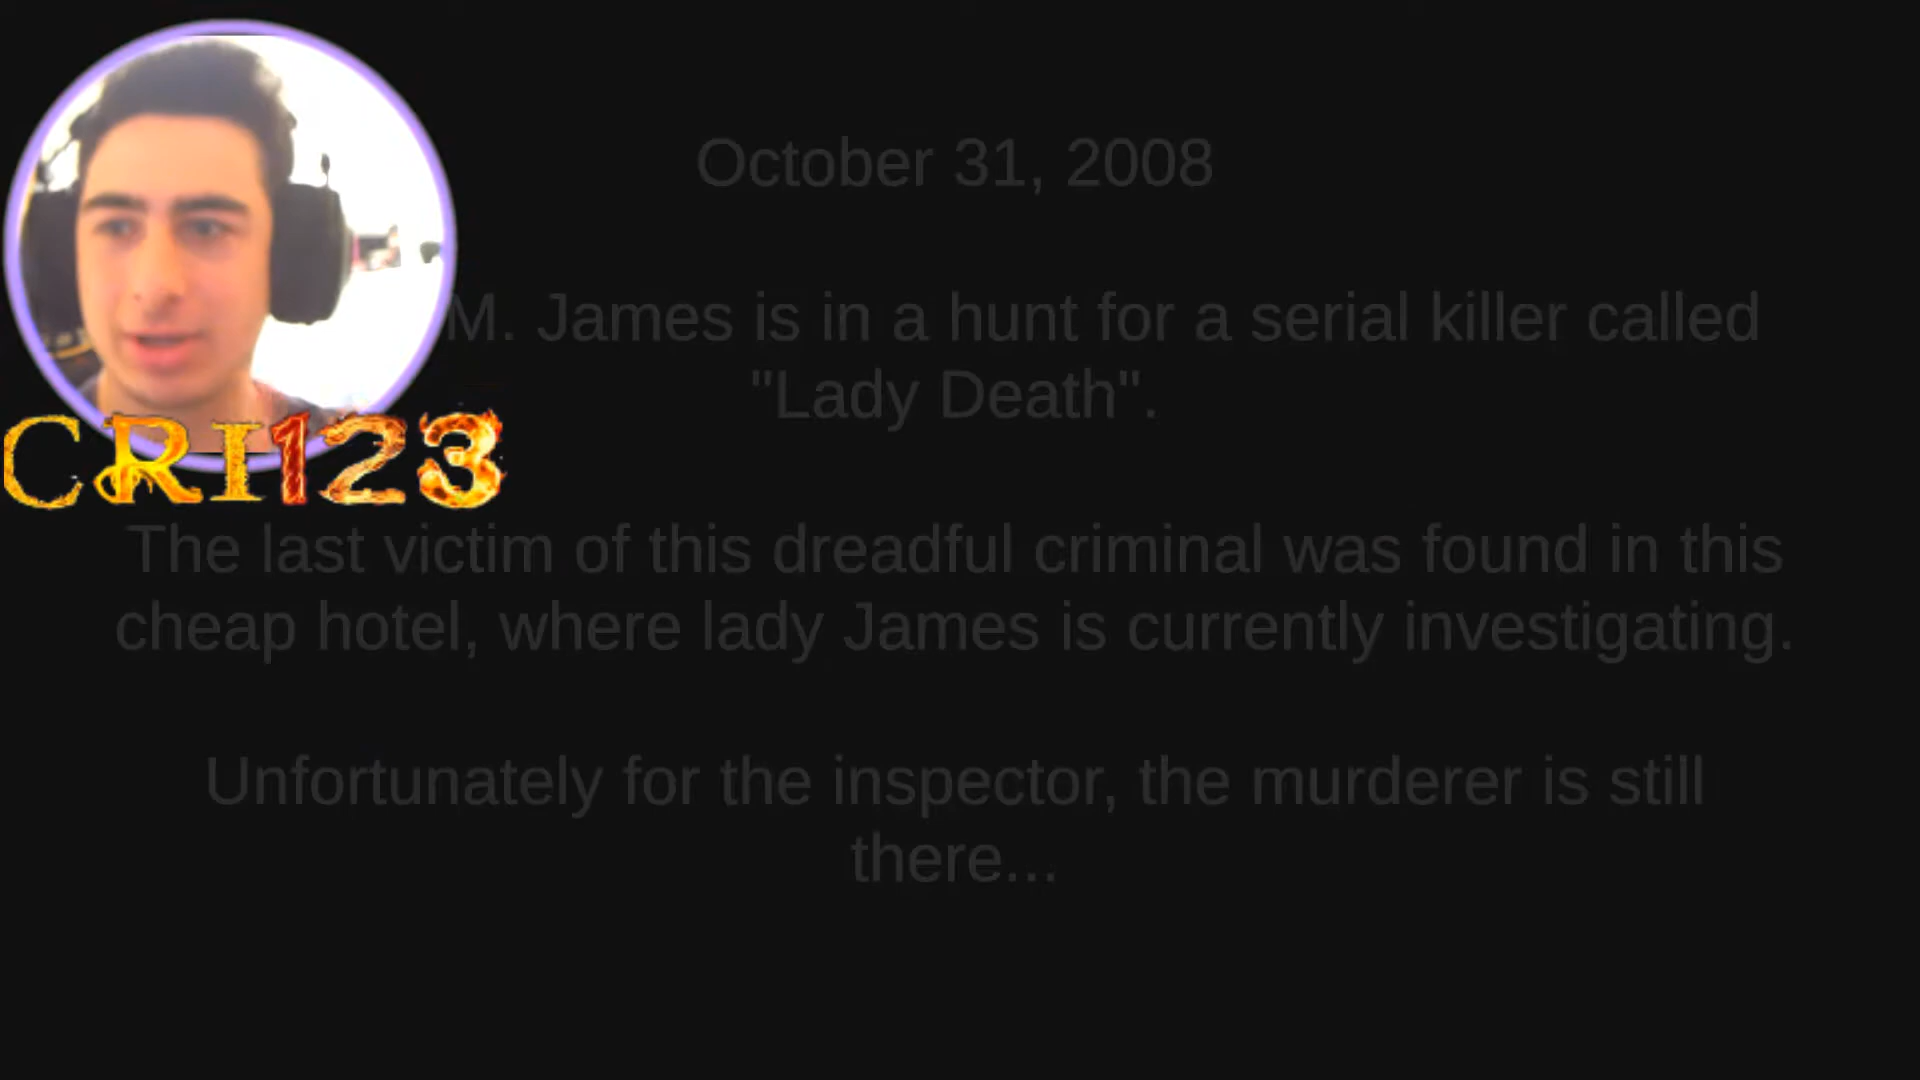 October 31, 2008
M. James is in a hunt for a serial killer called
"Lady Death".
CRI123
The last victim of this dreadful criminal was found in this
cheap hotel, where lady James is currently investigating.
Unfortunately for the inspector, the murderer is still
there...